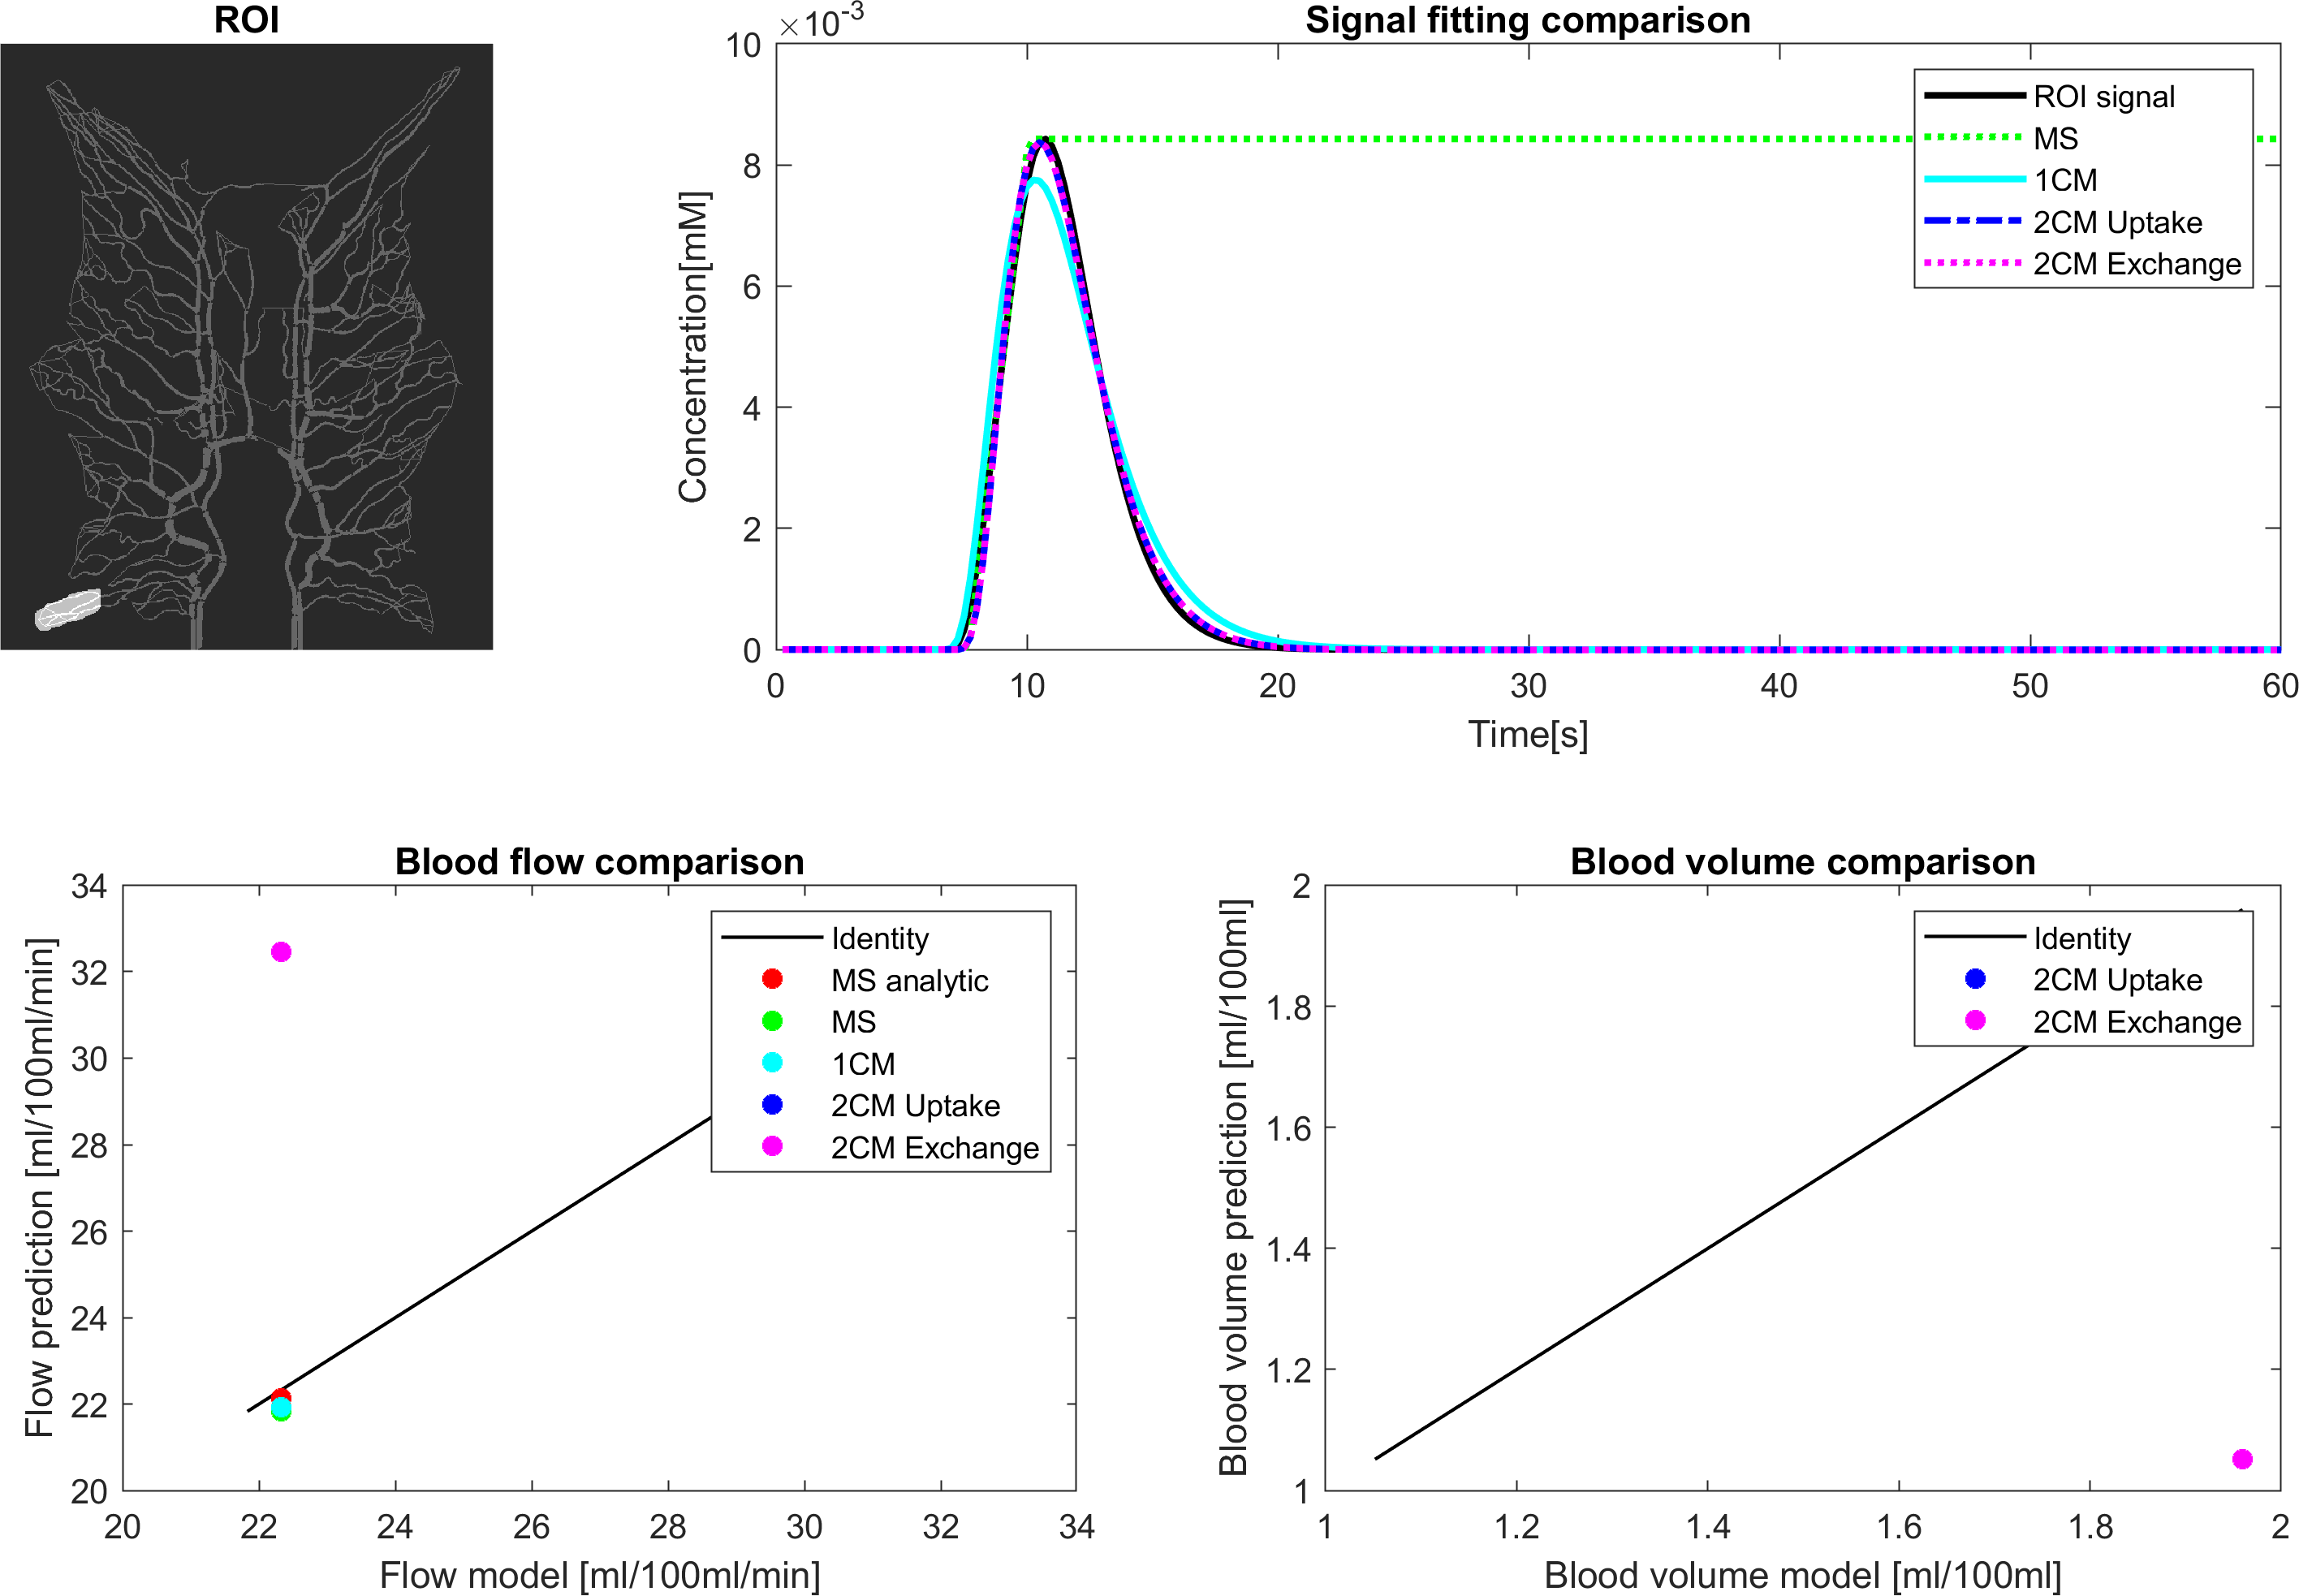 ROI
Signal fitting comparison
×10-3
10
8
6
4
2
0
Concentration[mM]
0 10 20 30 40 50 60
Time[s]
ROI signal
MS
1CM
2CM Uptake
2CM Exchange
Blood flow comparison
34
32
30
28
26
24
22
20
Flow prediction [ml/100ml/min]
20 22 24 26 28 30 32 34
Flow model [ml/100ml/min]
Identity
MS analytic
MS
1CM
2CM Uptake
2CM Exchange
Blood volume comparison
2
1.8
1.6
1.4
1.2
1
Blood volume prediction [ml/100ml]
1 1.2 1.4 1.6 1.8 2
Blood volume model [ml/100ml]
Identity
2CM Uptake
2CM Exchange